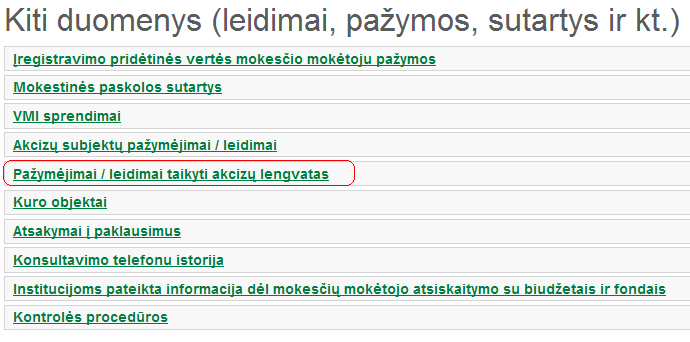 Kiti duomenys (leidimai, pažymos, sutartys ir kt.)
Įregistravimo pridėtinės vertės mokesčio mokėtoju pažymos
Mokestinės paskolos sutartys
VMI sprendimai
Akcizų subjektų pažymėjimai / leidimai
Pažymėjimai / leidimai taikyti akcizų lengvatas
Kuro objektai
Atsakymai į paklausimus
Konsultavimo telefonu istorija
Institucijoms pateikta informacija dėl mokesčių mokėtojo atsiskaitymo su biudžetais ir fondais
Kontrolės procedūros